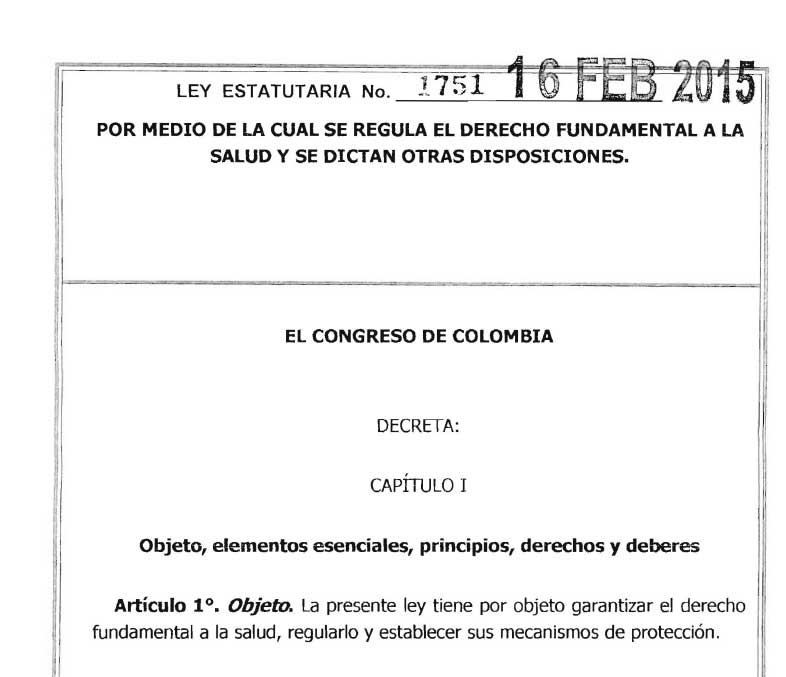 LEY ESTATUTARIA No. 1751 16 FEB 2015
POR MEDIO DE LA CUAL SE REGULA EL DERECHO FUNDAMENTAL A LA
SALUD Y SE DICTAN OTRAS DISPOSICIONES.
EL CONGRESO DE COLOMBIA
DECRETA:
CAPÍTULO I
Objeto, elementos esenciales, principios, derechos y deberes
Artículo 1°. Objeto. La presente ley tiene por objeto garantizar el derecho
fundamental a la salud, regularlo y establecer sus mecanismos de protección.